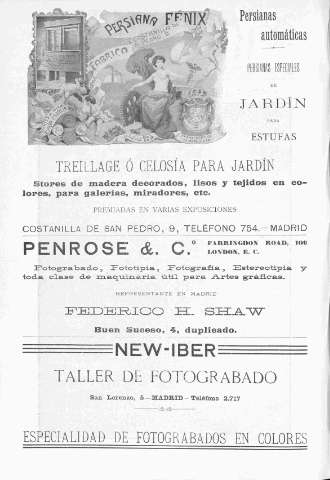 PERSIANA FÉNIX
FABRICO
Persianas
automáticas
PERSIANAS ESPECIALES
DE
JARDÍN
PARA
ESTUFAS
TREILLAGE Ó CELOSÍA PARA JARDÍN
Stores de madera decorados, lisos y tejidos en co-
lores, para galerías, miradores, etc.
PREMIADAS EN VARIAS EXPOSICIONES
COSTANILLA DE SAN PEDRO, 9, TELÉFONO 754.—MADRID
PENROSE & C.º
FARRINGDON ROAD, 109
LONDON, E. C.
Fotograbado, Fototipia, Fotografía, Estereotipia y
toda clase de maquinaria útil para Artes gráficas.
REPRESENTANTE EN MADRID
FEDERICO H. SHAW
Buen Suceso, 4, duplicado.
NEW-IBER
TALLER DE FOTOGRABADO
San Lorenzo, 5—MADRID—Teléfono 2.717
ESPECIALIDAD DE FOTOGRABADOS EN COLORES